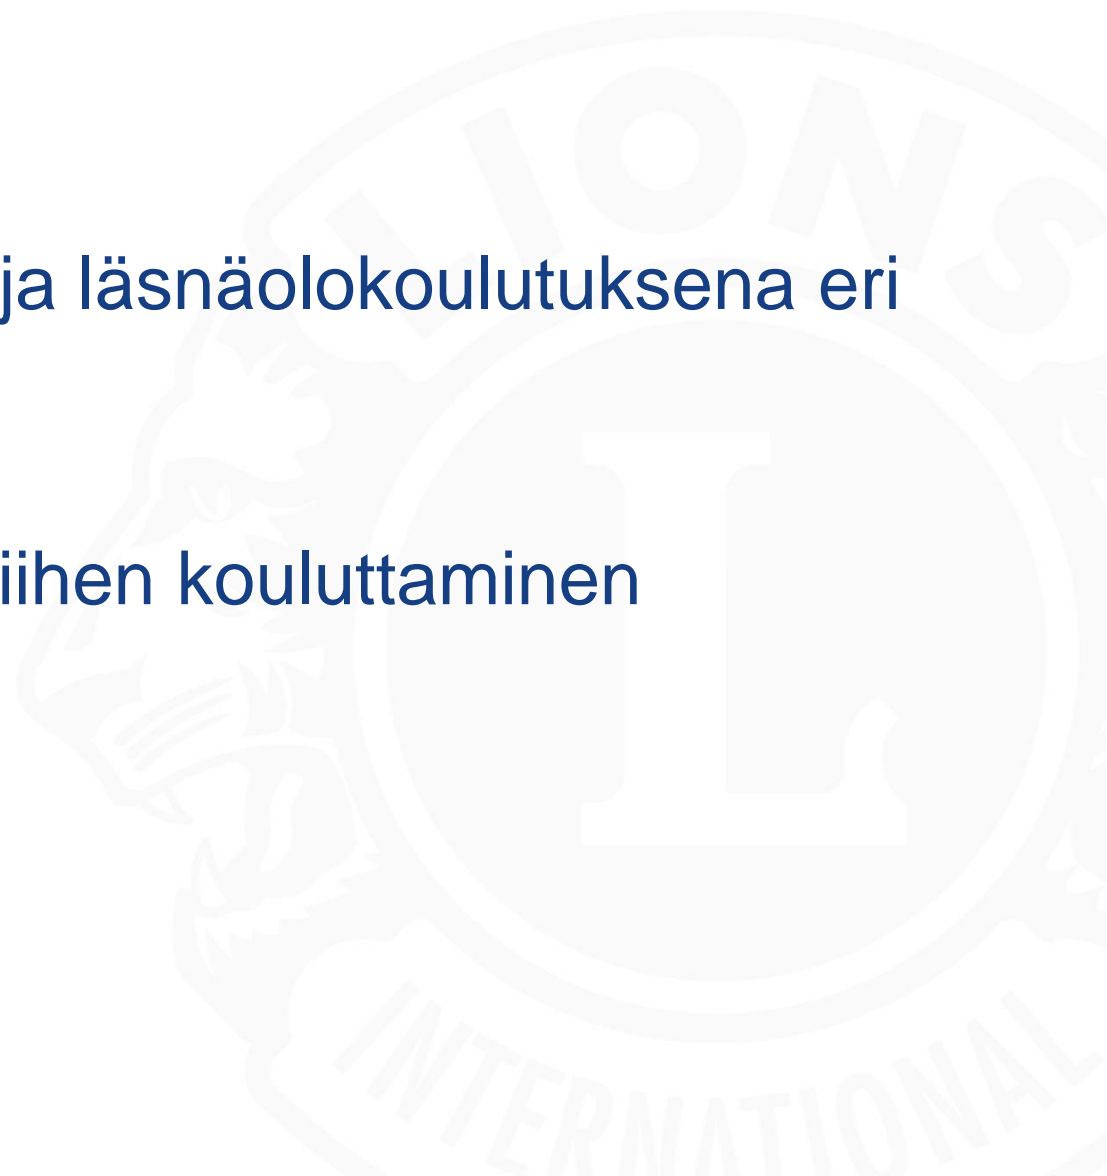 LIONS
ja läsnäolokoulutuksena eri
iihen kouluttaminen
L
INTERNATIONAL